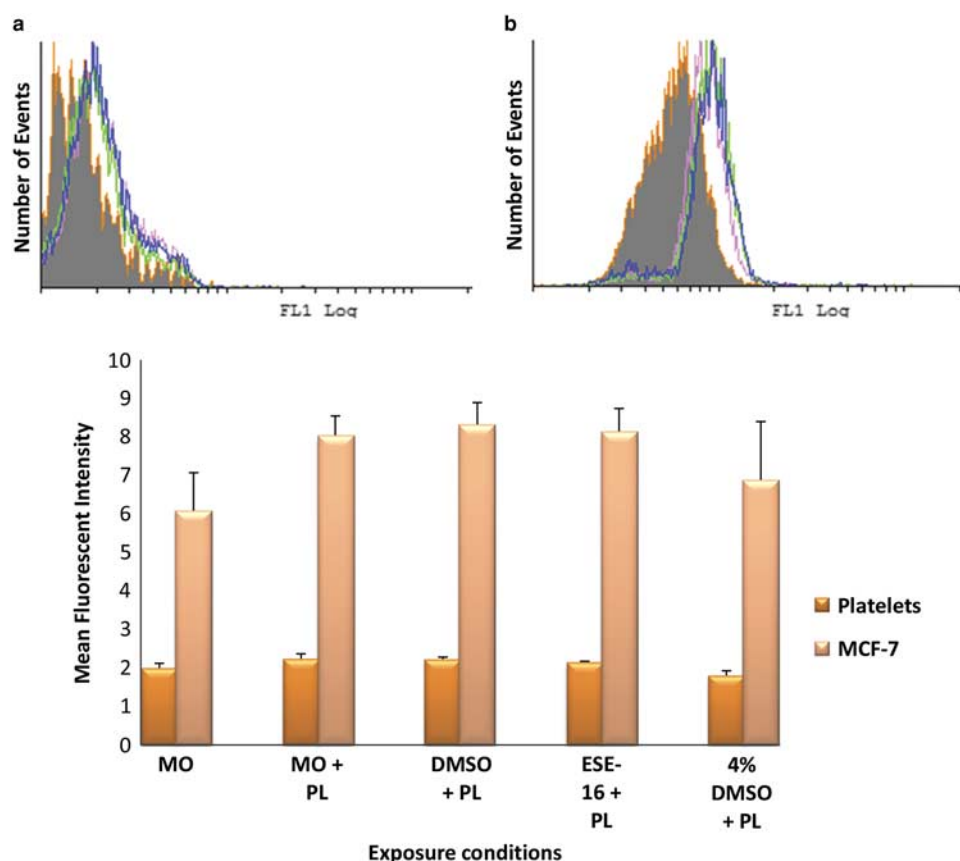 a
b
Number of Events
Number of Events
FL1 Log
FL1 Log
10
9
8
7
6
5
4
3
2
1
0
Mean Fluorescent Intensity
Platelets
MCF-7
MO
MO +
PL
DMSO
+ PL
ESE-
16 +
PL
4%
DMSO
+ PL
Exposure conditions